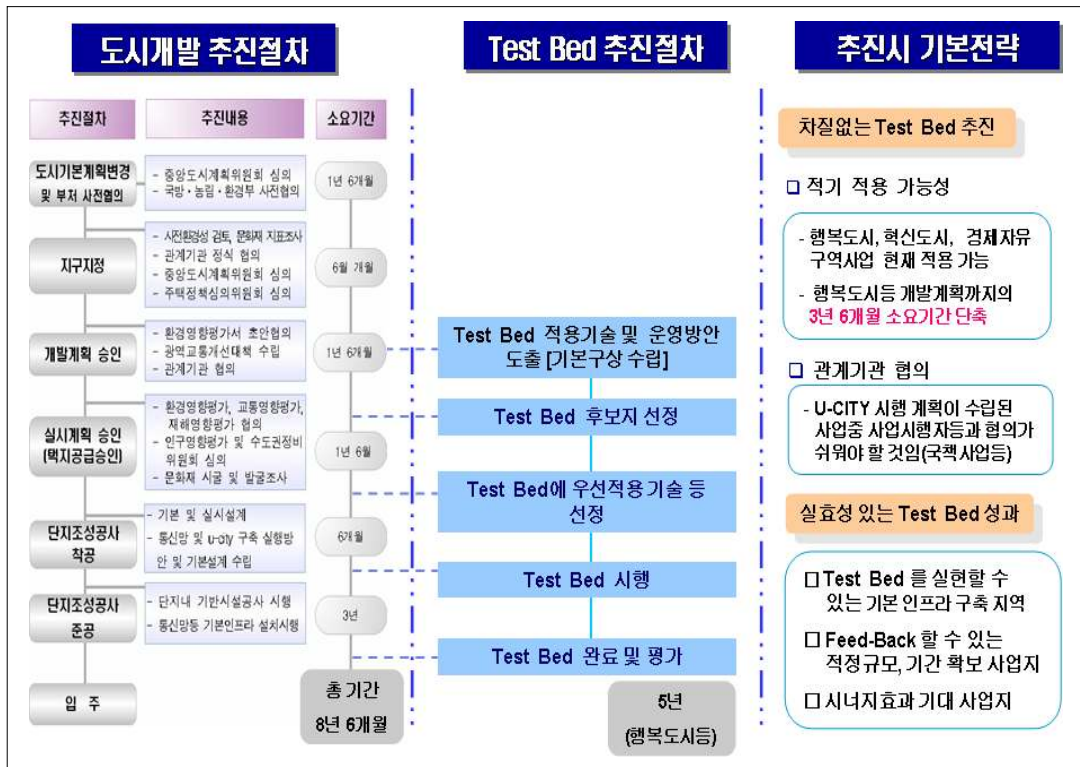 도시개발 추진절차
추진절차
추진내용
소요기간
도시기본계획변경
및 부처 사전협의
- 중앙도시계획위원회 심의
- 국방·농림·환경부 사전협의
1년 6개월
지구지정
- 사전환경성 검토, 문화재 지표조사
- 관계기관 정식 협의
- 중앙도시계획위원회 심의
- 주택정책심의위원회 심의
6월 개월
개발계획 승인
- 환경영향평가서 초안협의
- 광역교통개선대책 수립
- 관계기관 협의
1년 6개월
실시계획 승인
(택지공급승인)
- 환경영향평가, 교통영향평가,
재해영향평가 협의
- 인구영향평가 및 수도권정비
위원회 심의
- 문화재 시굴 및 발굴조사
1년 6월
단지조성공사
착공
- 기본 및 실시설계
- 통신망 및 u-city 구축 실행방
안 및 기본설계 수립
6개월
단지조성공사
준공
- 단지내 기반시설공사 시행
- 통신망등 기본인프라 설치시행
3년
입 주
총 기간
8년 6개월
Test Bed 추진절차
Test Bed 적용기술 및 운영방안
도출 [기본구상 수립]
Test Bed 후보지 선정
Test Bed에 우선적용 기술 등
선정
Test Bed 시행
Test Bed 완료 및 평가
5년
(행복도시등)
추진시 기본전략
차질없는 Test Bed 추진
□ 적기 적용 가능성
- 행복도시, 혁신도시, 경제자유
구역사업 현재 적용 가능
- 행복도시등 개발계획까지의
3년 6개월 소요기간 단축
□ 관계기관 협의
- U-CITY 시행 계획이 수립된
사업중 사업시행자등과 협의가
쉬워야 할 것임(국책사업등)
실효성 있는 Test Bed 성과
□ Test Bed 를 실현할 수
있는 기본 인프라 구축 지역
□ Feed-Back 할 수 있는
적정규모, 기간 확보 사업지
□ 시너지효과 기대 사업지